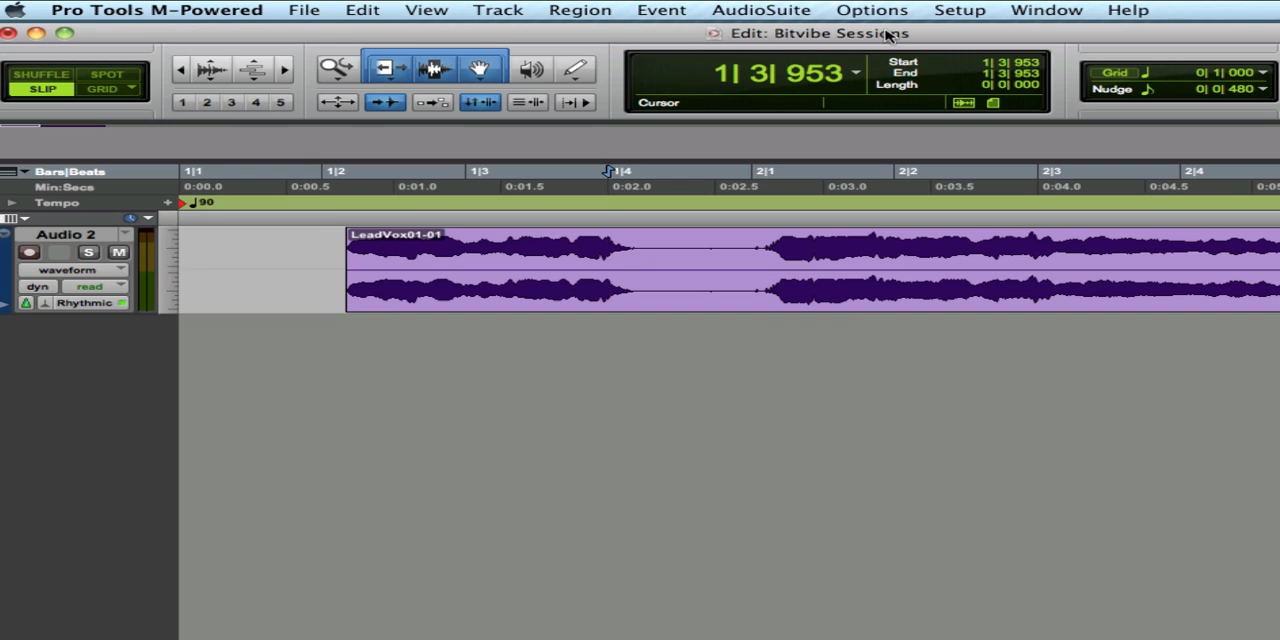 Pro Tools M-Powered File Edit View Track Region Event AudioSuite Options Setup Window Help
Edit: Bitvibe Sessions
SHUFFLE SPOT
SLIP GRID
1 2 3 4 5
1| 3| 953
Start 1| 3| 953
End 1| 3| 953
Length 0| 0| 000
Cursor
Grid 0| 1| 000
Nudge 0| 0| 480
Bars|Beats 1|1 1|2 1|3 1|4 2|1 2|2 2|3 2|4
Min:Secs 0:00.0 0:00.5 0:01.0 0:01.5 0:02.0 0:02.5 0:03.0 0:03.5 0:04.0 0:04.5
Tempo 90
Audio 2
S M
waveform
dyn read
Rhythmic
LeadVox01-01